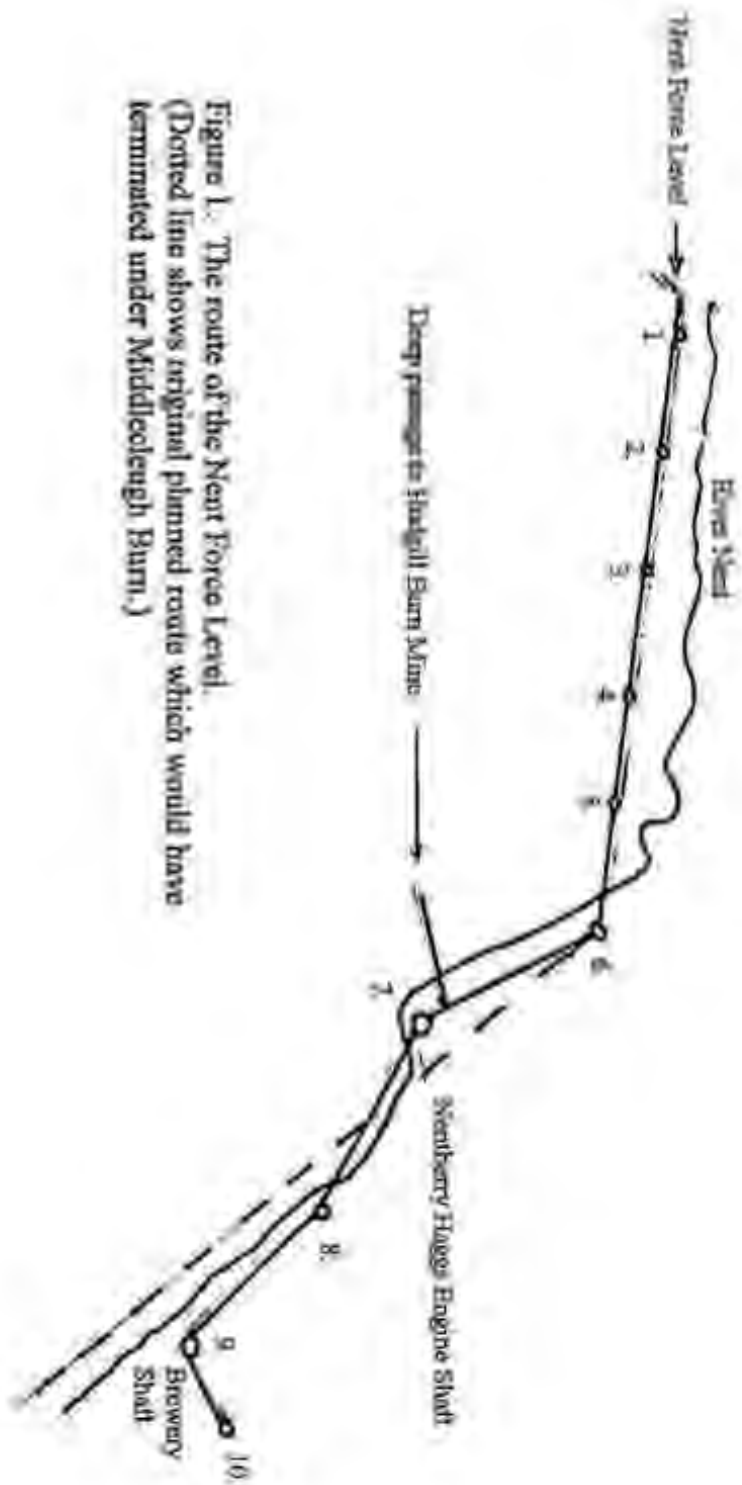 Nent Force Level
River Nent
1.
2.
3.
4.
5.
6.
Deep passage to Hudgill Burn Mine
7.
Nentberry Haggs Engine Shaft
8.
9
Brewery
Shaft
10.
Figure 1. The route of the Nent Force Level.
(Dotted line shows original planned route which would have
terminated under Middlecleugh Burn.)